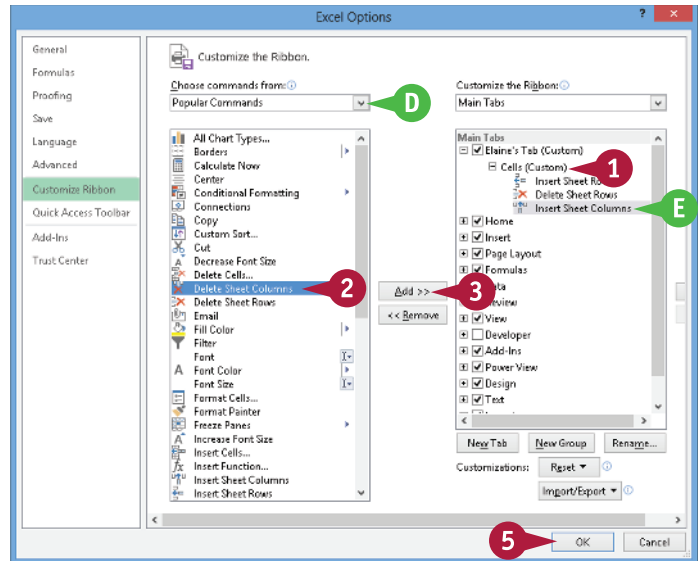 Excel Options
?
General
Formulas
Proofing
Save
Language
Advanced
Customize Ribbon
Quick Access Toolbar
Add-Ins
Trust Center
Customize the Ribbon.
Choose commands from:
Popular Commands
D
All Chart Types...
Borders
Calculate Now
Center
Conditional Formatting
Connections
Copy
Custom Sort...
Cut
Decrease Font Size
Delete Cells...
Delete Sheet Columns
2
Delete Sheet Rows
Email
Fill Color
Filter
Font
Font Color
Font Size
Format Cells...
Format Painter
Freeze Panes
Increase Font Size
Insert Cells...
Insert Function...
Insert Sheet Columns
Insert Sheet Rows
Add >>
3
<< Remove
Customize the Ribbon:
Main Tabs
Main Tabs
Elaine's Tab (Custom)
Cells (Custom)
1
Insert Sheet
Delete Sheet Rows
Insert Sheet Columns
E
Home
Insert
Page Layout
Formulas
View
Developer
Add-Ins
Power View
Design
Text
New Tab
New Group
Rename...
Customizations:
Reset
Import/Export
5
OK
Cancel